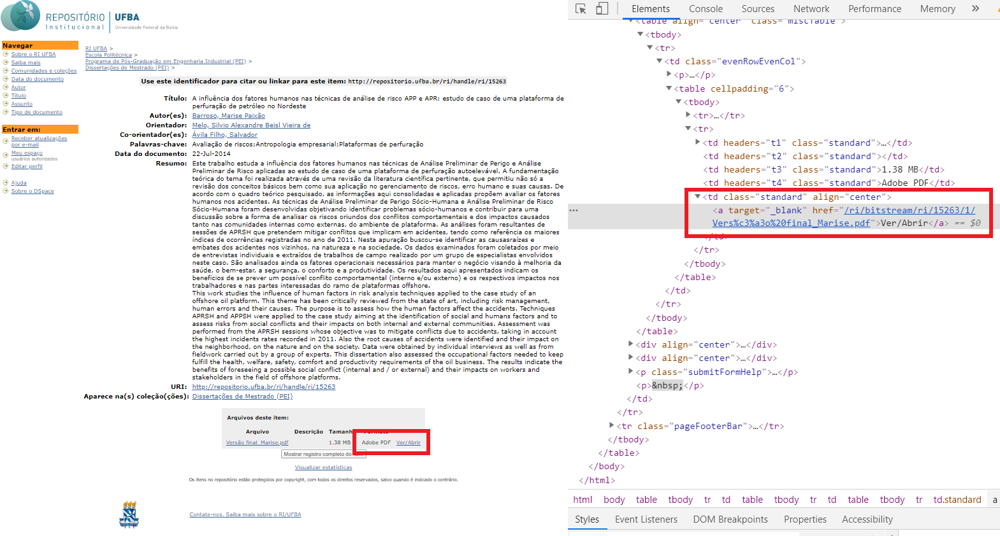 REPOSITÓRIO
Institucional
UFBA
Universidade Federal da Bahia
Navegar
Sobre o RI UFBA
Saiba mais
Comunidades e coleções
Data do documento
Autor
Título
Assunto
Tipo de documento
Entrar em:
Receber atualizações
por e-mail
Meu espaço
usuários autorizados
Editar perfil
Ajuda
Sobre o DSpace
RI UFBA >
Escola Politécnica >
Programa de Pós-Graduação em Engenharia Industrial (PEI) >
Dissertações de Mestrado (PEI) >
Use este identificador para citar ou linkar para este item: http://repositorio.ufba.br/ri/handle/ri/15263
Título: A influência dos fatores humanos nas técnicas de análise de risco APP e APR: estudo de caso de uma plataforma de
perfuração de petróleo no Nordeste
Autor(es): Barroso, Marise Paixão
Orientador: Melo, Silvio Alexandre Beisl Vieira de
Co-orientador(es): Ávila Filho, Salvador
Palavras-chave: Avaliação de riscos;Antropologia empresarial;Plataformas de perfuração
Data do documento: 22-Jul-2014
Resumo: Este trabalho estuda a influência dos fatores humanos nas técnicas de Análise Preliminar de Perigo e Análise
Preliminar de Risco aplicadas ao estudo de caso de uma plataforma de perfuração autoelevável. A fundamentação
teórica do tema foi realizada através de uma revisão da literatura científica pertinente, que permitiu não só a
revisão dos conceitos básicos bem como sua aplicação no gerenciamento de riscos, erro humano e suas causas. De
acordo com o quadro teórico pesquisado, as informações aqui consolidadas e aplicadas propõem avaliar os fatores
humanos nos acidentes. As técnicas de Análise Preliminar de Perigo Sócio-Humana e Análise Preliminar de Risco
Sócio-Humana foram desenvolvidas objetivando identificar problemas sócio-humanos e contribuir para uma
discussão sobre a forma de analisar os riscos oriundos dos conflitos comportamentais e dos impactos causados
tanto nas comunidades internas como externas, do ambiente de plataforma. As análises foram resultantes de
sessões de APRSH que pretendem mitigar conflitos que implicam em acidentes, tendo como referência os maiores
índices de ocorrências registradas no ano de 2011. Nesta apuração buscou-se identificar as causasraízes e
embates dos acidentes nos vizinhos, na natureza e na sociedade. Os dados examinados foram coletados por meio
de entrevistas individuais e extraídos de trabalhos de campo realizado por um grupo de especialistas envolvidos
neste caso. São analisados ainda os fatores operacionais necessários para manter o negócio visando à melhoria da
saúde, o bem-estar, a segurança, o conforto e a produtividade. Os resultados aqui apresentados indicam os
benefícios de se prever um possível conflito comportamental (interno e/ou externo) e os respectivos impactos nos
trabalhadores e nas partes interessadas do ramo de plataformas offshore.
This work studies the influence of human factors in risk analysis techniques applied to the case study of an
offshore oil platform. This theme has been critically reviewed from the state of art, including risk management,
human errors and their causes. The purpose is to assess how the human factors affect the accidents. Techniques
APRSH and APPSH were applied to the case study aiming at the identification of social and humans factors and to
assess risks from social conflicts and their impacts on both internal and external communities. Assessment was
performed from the APRSH sessions whose objective was to mitigate conflicts due to accidents, taking in account
the highest incidents rates recorded in 2011. Also the root causes of accidents were identified and their impact on
the neighborhood, on the nature and on the society. Data were obtained by individual interviews as well as from
fieldwork carried out by a group of experts. This dissertation also assessed the occupational factors needed to keep
fulfill the health, welfare, safety, comfort and productivity requirements of the oil business. The results indicate the
benefits of foreseeing a possible social conflict (internal and / or external) and their impacts on workers and
stakeholders in the field of offshore platforms.
URI: http://repositorio.ufba.br/ri/handle/ri/15263
Aparece na(s) coleção(ções): Dissertações de Mestrado (PEI)
Arquivos deste item:
Arquivo Descrição Tamanh
Versão final_Marise.pdf 1.38 MB Adobe PDF Ver/Abrir
Mostrar registro completo do
Visualizar estatísticas
Os itens no repositório estão protegidos por copyright, com todos os direitos reservados, salvo quando é indicado o contrário.
Contate-nos. Saiba mais sobre o RI/UFBA
Elements Console Sources Network Performance Memory »
<table align="center" class="miscTable">
<tbody>
<tr>
<td class="evenRowEvenCol">
<p>…</p>
<table cellpadding="6">
<tbody>
<tr>…</tr>
<tr>
<td headers="t1" class="standard">…</td>
<td headers="t2" class="standard"></td>
<td headers="t3" class="standard">1.38 MB</td>
<td headers="t4" class="standard">Adobe PDF</td>
<td class="standard" align="center">
<a target="_blank" href="/ri/bitstream/ri/15263/1/
Vers%c3%a3o%20final_Marise.pdf">Ver/Abrir</a> == $0
</td>
</tr>
</tbody>
</table>
</td>
</tr>
</tbody>
</table>
<div align="center">…</div>
<div align="center">…</div>
<p class="submitFormHelp">…</p>
<p>&nbsp;</p>
</td>
</tr>
<tr class="pageFooterBar">…</tr>
</tbody>
</table>
</body>
</html>
html body table tbody tr td table tbody tr td table tbody tr td.standard a
Styles Event Listeners DOM Breakpoints Properties Accessibility